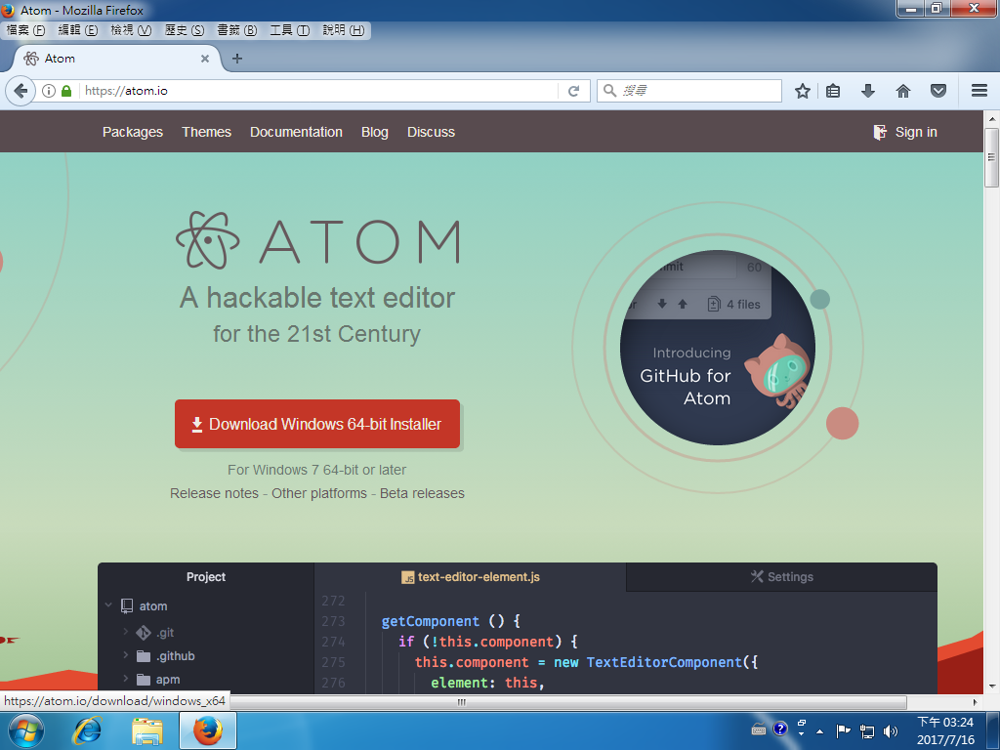 Atom - Mozilla Firefox
檔案 (F) 編輯 (E) 檢視 (V) 歷史 (S) 書籤 (B) 工具 (T) 說明 (H)
Atom
https://atom.io
搜尋
Packages Themes Documentation Blog Discuss Sign in
ATOM
A hackable text editor
for the 21st Century
mmit 60
4 files
Introducing
GitHub for
Atom
Download Windows 64-bit Installer
For Windows 7 64-bit or later
Release notes - Other platforms - Beta releases
Project text-editor-element.js Settings
272
atom
273 getComponent () {
.git
274 if (!this.component) {
.github
275 this.component = new TextEditorComponent({
apm
276 element: this,
https://atom.io/download/windows_x64
下午 03:24
2017/7/16